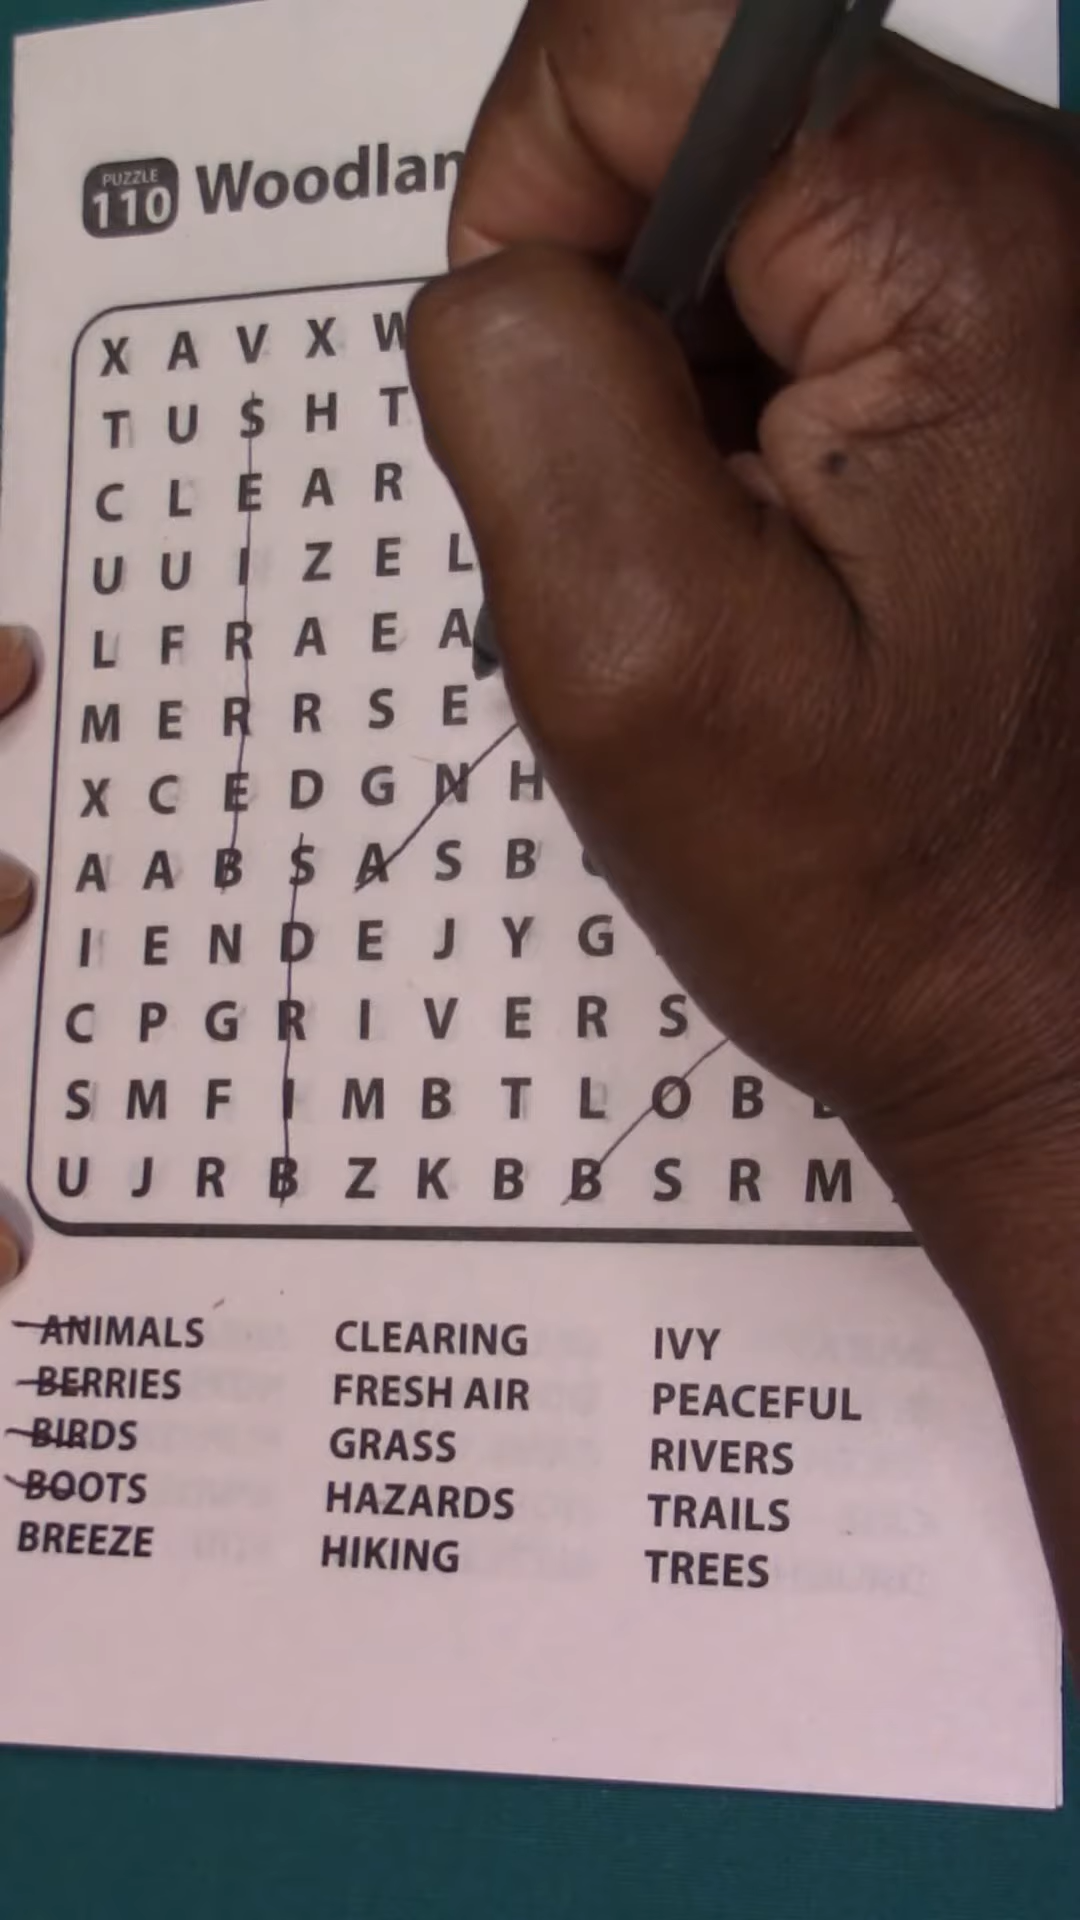 PUZZLE
110
Woodlan
X A V X W
T U S H T
C L E A R
U U I Z E L
L F R A E A
M E R R S E
X C E D G N H
A A B S A S B
I E N D E J Y G
C P G R I V E R S
S M F I M B T L O B
U J R B Z K B B S R M
ANIMALS CLEARING IVY
BERRIES FRESH AIR PEACEFUL
BIRDS GRASS RIVERS
BOOTS HAZARDS TRAILS
BREEZE HIKING TREES